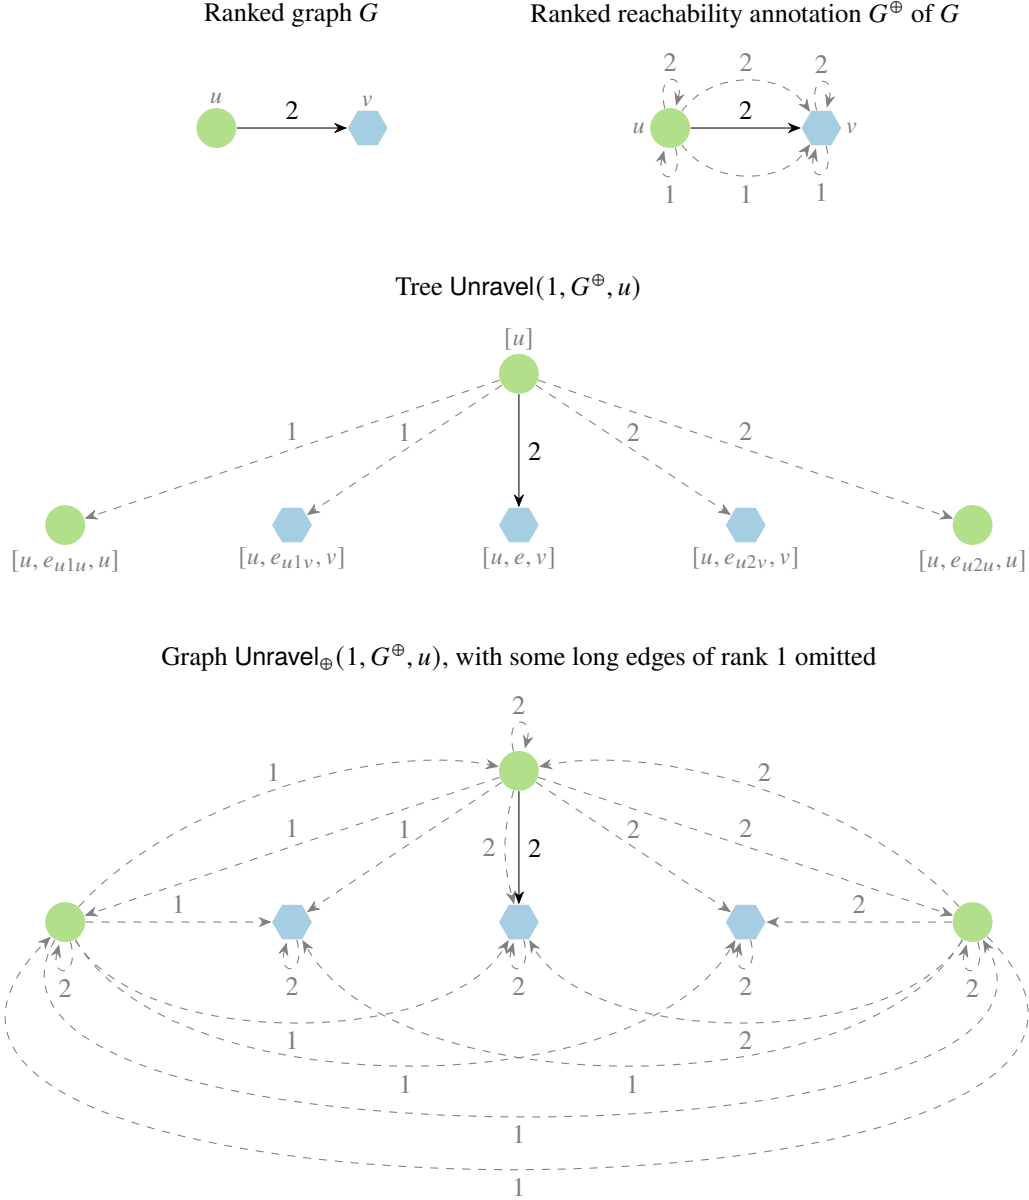 Ranked graph G
Ranked reachability annotation G⊕ of G
u
2
v
2
2
2
u
2
v
1
1
1
Tree Unravel(1, G⊕, u)
[u]
1
1
2
2
2
[u, e_{u1u}, u]
[u, e_{u1v}, v]
[u, e, v]
[u, e_{u2v}, v]
[u, e_{u2u}, u]
Graph Unravel⊕(1, G⊕, u), with some long edges of rank 1 omitted
2
1
2
1
1
2
2
2
2
1
2
2
2
2
2
2
1
2
1
1
1
1